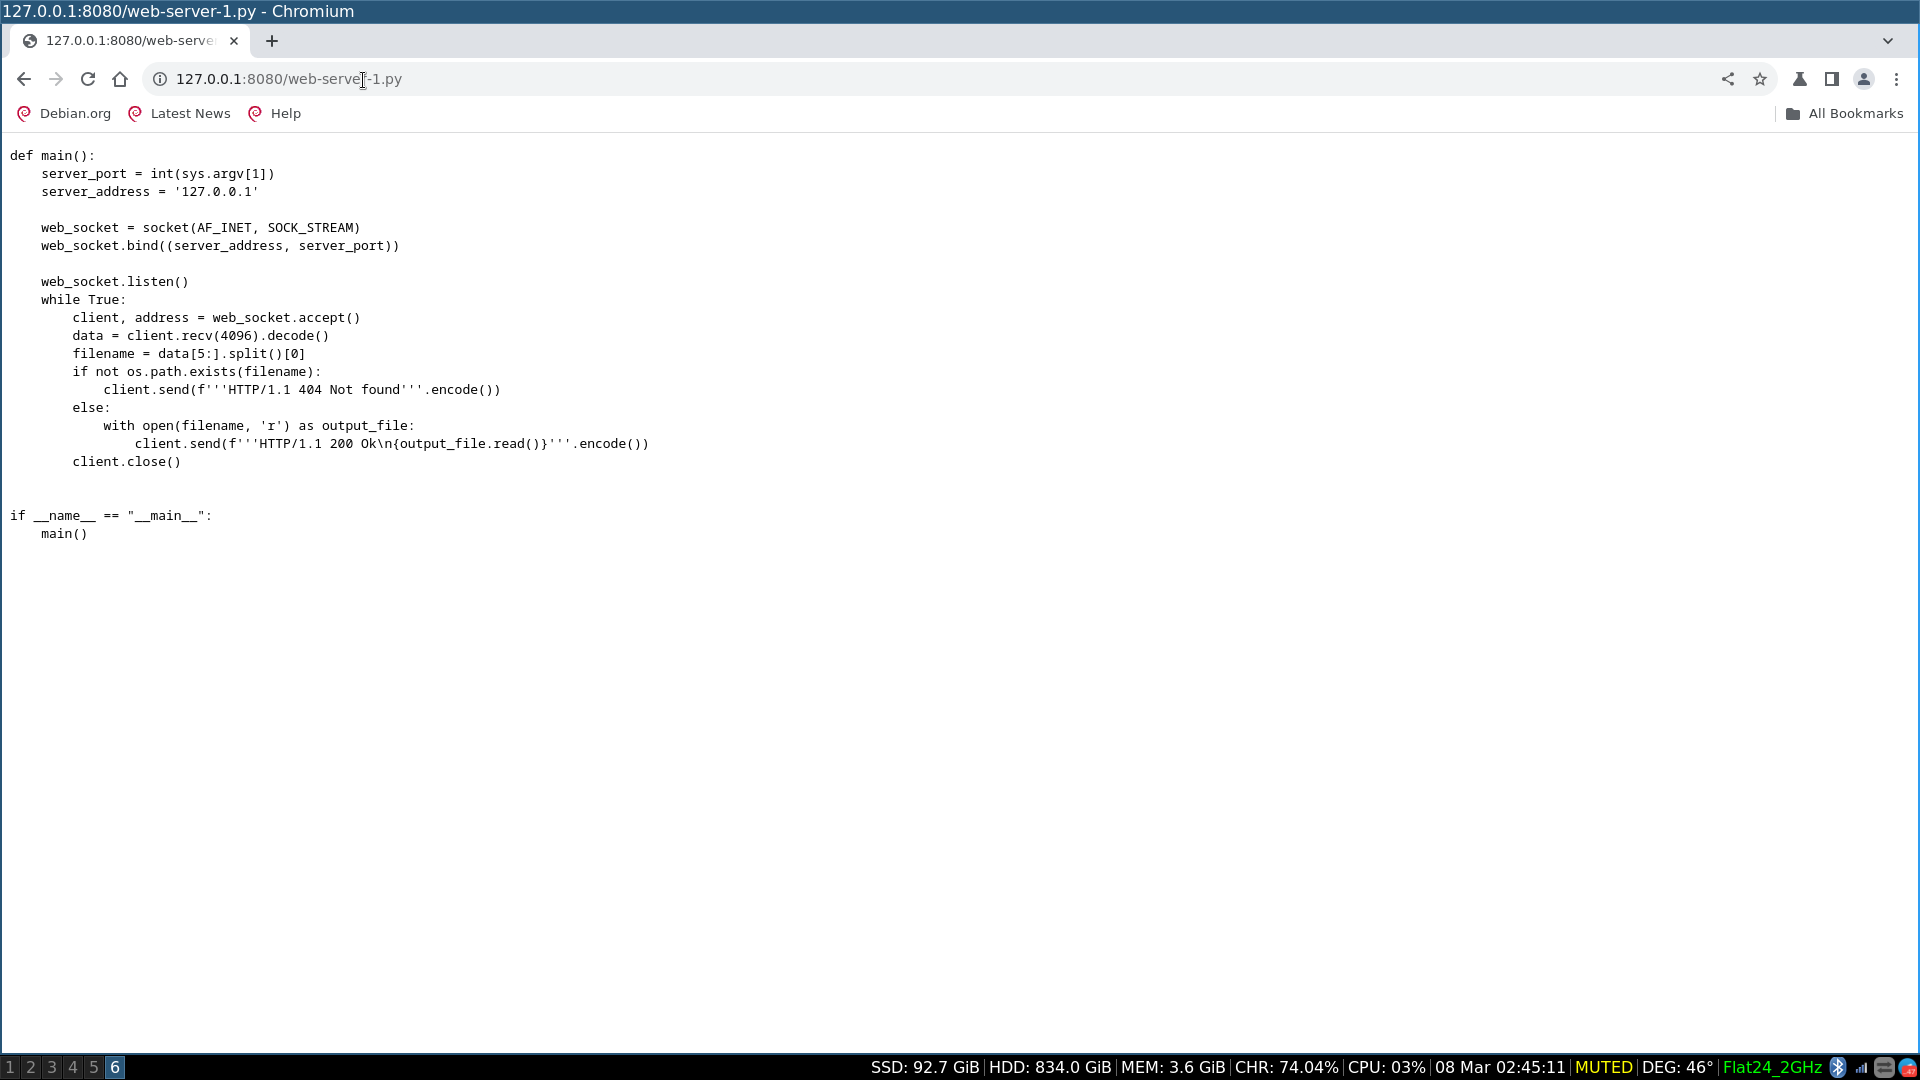 127.0.0.1:8080/web-server-1.py - Chromium
127.0.0.1:8080/web-serve
127.0.0.1:8080/web-server-1.py
Debian.org Latest News Help All Bookmarks
def main():
    server_port = int(sys.argv[1])
    server_address = '127.0.0.1'
    web_socket = socket(AF_INET, SOCK_STREAM)
    web_socket.bind((server_address, server_port))
    web_socket.listen()
    while True:
        client, address = web_socket.accept()
        data = client.recv(4096).decode()
        filename = data[5:].split()[0]
        if not os.path.exists(filename):
            client.send(f'''HTTP/1.1 404 Not found'''.encode())
        else:
            with open(filename, 'r') as output_file:
                client.send(f'''HTTP/1.1 200 Ok\n{output_file.read()}'''.encode())
        client.close()
if __name__ == "__main__":
    main()
1 2 3 4 5 6 SSD: 92.7 GiB HDD: 834.0 GiB MEM: 3.6 GiB CHR: 74.04% CPU: 03% 08 Mar 02:45:11 MUTED DEG: 46° Flat24_2GHz